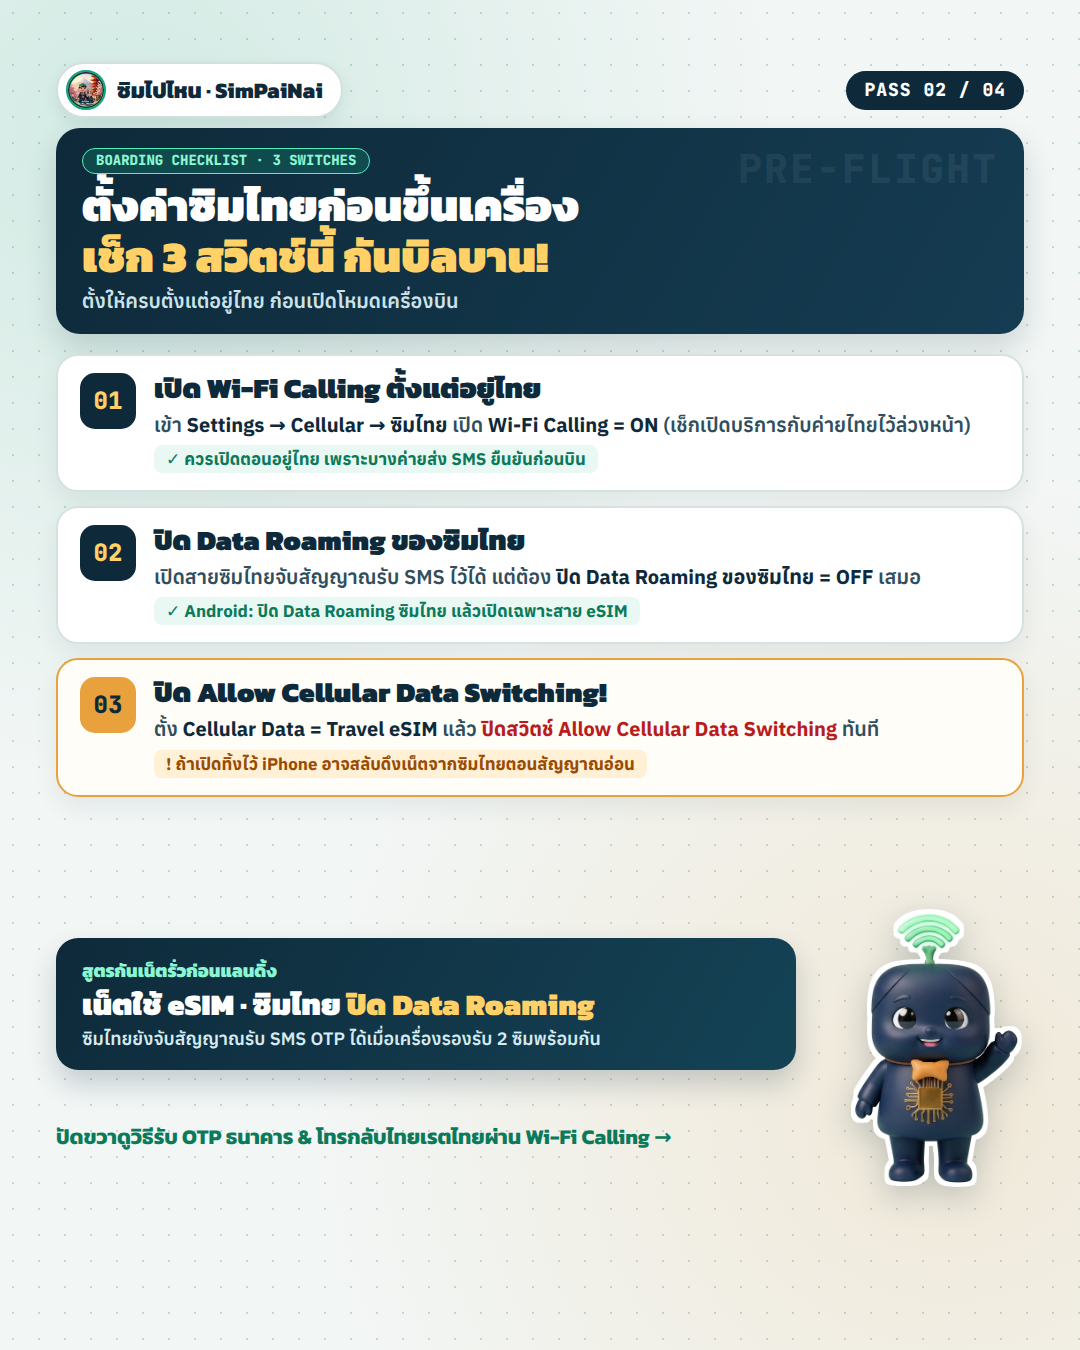 ซิมไปไหน · SimPaiNai
PASS 02 / 04
BOARDING CHECKLIST · 3 SWITCHES
PRE-FLIGHT
ตั้งค่าซิมไทยก่อนขึ้นเครื่อง
เช็ก 3 สวิตช์นี้ กันบิลบาน!
ตั้งให้ครบตั้งแต่อยู่ไทย ก่อนเปิดโหมดเครื่องบิน
01
เปิด Wi-Fi Calling ตั้งแต่อยู่ไทย
เข้า Settings → Cellular → ซิมไทย เปิด Wi-Fi Calling = ON (เช็กเปิดบริการกับค่ายไทยไว้ล่วงหน้า)
✓ ควรเปิดตอนอยู่ไทย เพราะบางค่ายส่ง SMS ยืนยันก่อนบิน
02
ปิด Data Roaming ของซิมไทย
เปิดสายซิมไทยจับสัญญาณรับ SMS ไว้ได้ แต่ต้อง ปิด Data Roaming ของซิมไทย = OFF เสมอ
✓ Android: ปิด Data Roaming ซิมไทย แล้วเปิดเฉพาะสาย eSIM
03
ปิด Allow Cellular Data Switching!
ตั้ง Cellular Data = Travel eSIM แล้ว ปิดสวิตช์ Allow Cellular Data Switching ทันที
! ถ้าเปิดทิ้งไว้ iPhone อาจสลับดึงเน็ตจากซิมไทยตอนสัญญาณอ่อน
สูตรกันเน็ตรั่วก่อนแลนดิ้ง
เน็ตใช้ eSIM · ซิมไทย ปิด Data Roaming
ซิมไทยยังจับสัญญาณรับ SMS OTP ได้เมื่อเครื่องรองรับ 2 ซิมพร้อมกัน
ปัดขวาดูวิธีรับ OTP ธนาคาร & โทรกลับไทยเรตไทยผ่าน Wi-Fi Calling →